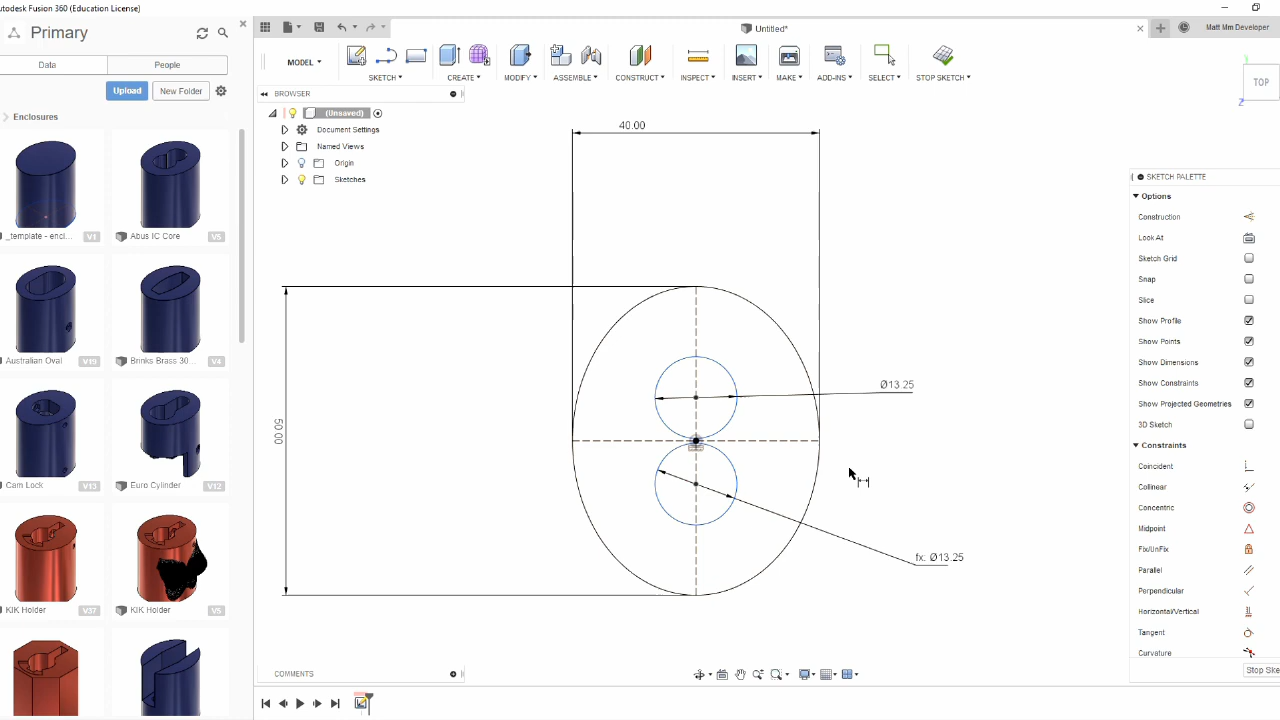 Autodesk Fusion 360 (Education License)
Primary
Data
People
Upload
New Folder
Enclosures
_template - encl...
V1
Abus IC Core
V5
Australian Oval
V19
Brinks Brass 30...
V4
Cam Lock
V13
Euro Cylinder
V12
KIK Holder
V37
KIK Holder
V5
Untitled*
Matt Mm Developer
MODEL
SKETCH
CREATE
MODIFY
ASSEMBLE
CONSTRUCT
INSPECT
INSERT
MAKE
ADD-INS
SELECT
STOP SKETCH
BROWSER
(Unsaved)
Document Settings
Named Views
Origin
Sketches
TOP
Z
40.00
50.00
Ø13.25
fx: Ø13.25
SKETCH PALETTE
Options
Construction
Look At
Sketch Grid
Snap
Slice
Show Profile
Show Points
Show Dimensions
Show Constraints
Show Projected Geometries
3D Sketch
Constraints
Coincident
Collinear
Concentric
Midpoint
Fix/UnFix
Parallel
Perpendicular
Horizontal/Vertical
Tangent
Curvature
Stop Ske
COMMENTS